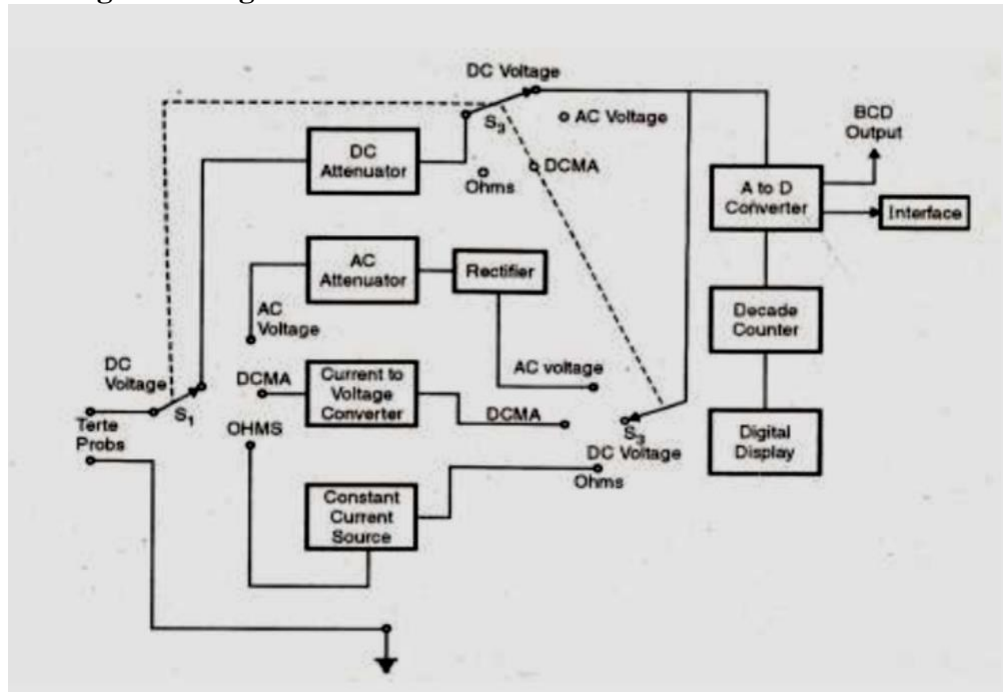 DC Voltage
S3
AC Voltage
DCMA
Ohms
BCD
Output
DC
Attenuator
A to D
Converter
Interface
AC
Attenuator
Rectifier
AC
Voltage
Decade
Counter
DC
Voltage
S1
DCMA
Current to
Voltage
Converter
AC voltage
DCMA
S3
DC Voltage
Terte
Probs
OHMS
Digital
Display
Ohms
Constant
Current
Source